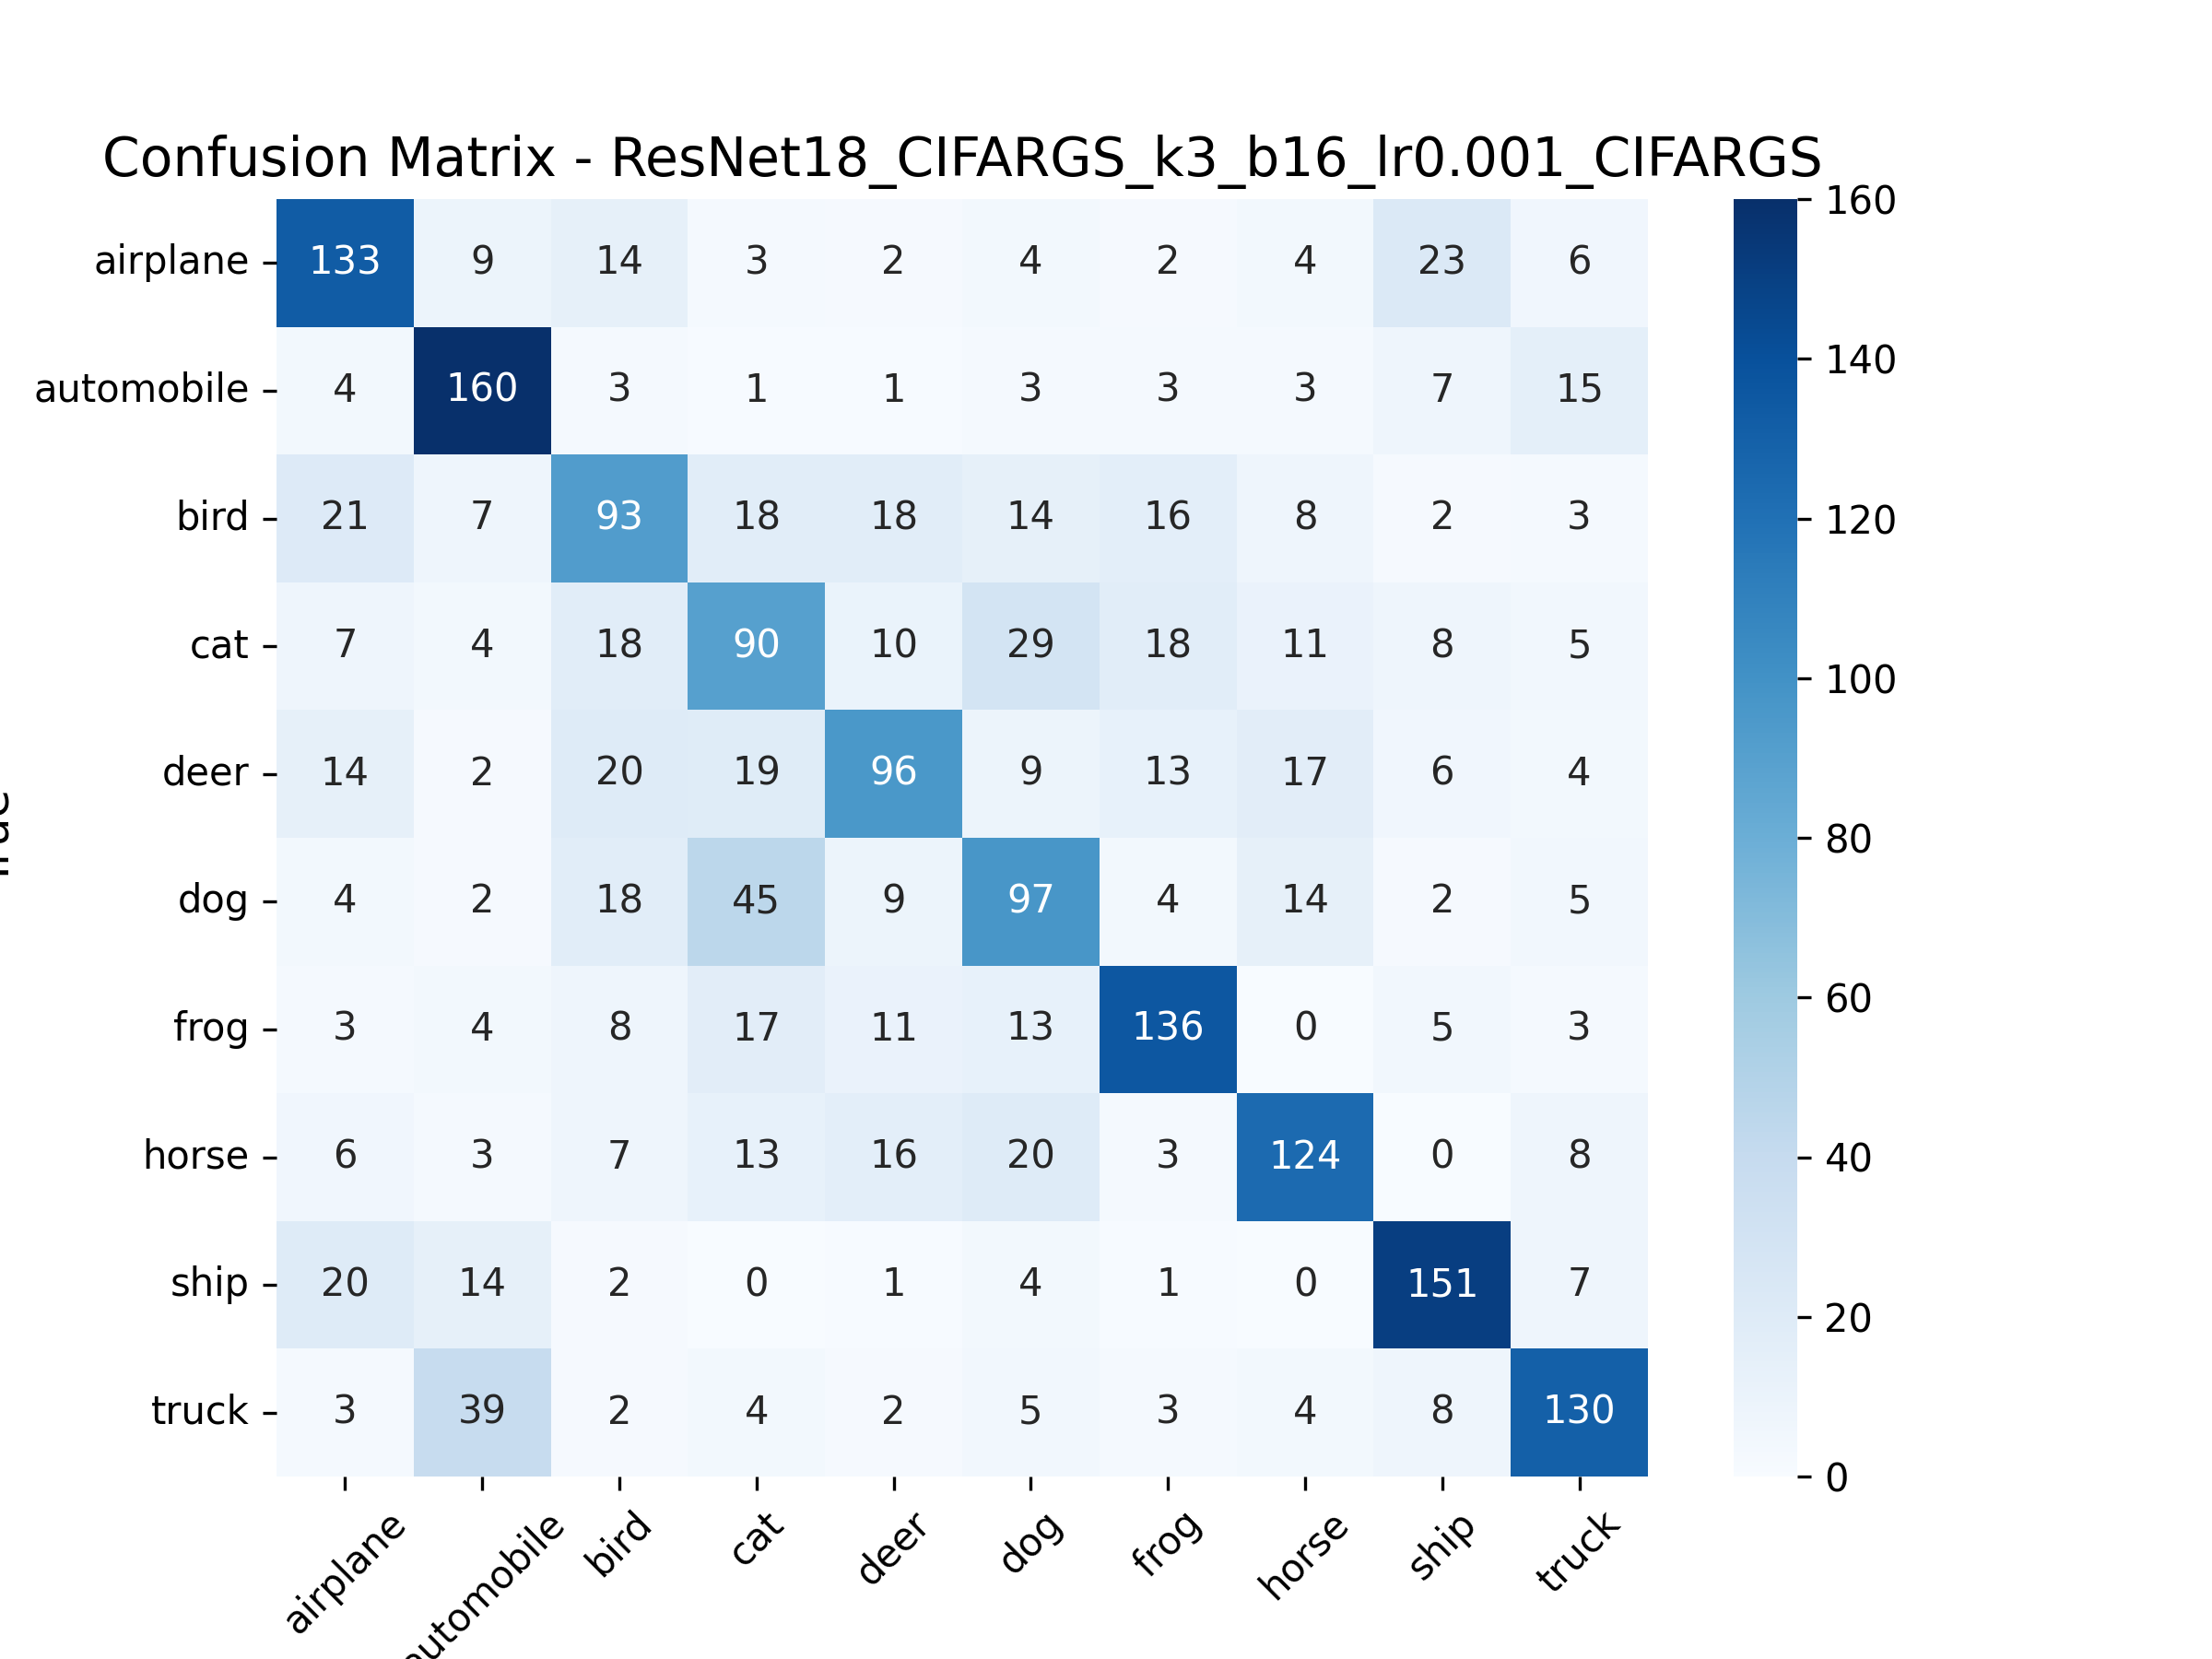 Confusion Matrix - ResNet18_CIFARGS_k3_b16_lr0.001_CIFARGS
airplane 133 9 14 3 2 4 2 4 23 6
automobile 4 160 3 1 1 3 3 3 7 15
bird 21 7 93 18 18 14 16 8 2 3
cat 7 4 18 90 10 29 18 11 8 5
deer 14 2 20 19 96 9 13 17 6 4
dog 4 2 18 45 9 97 4 14 2 5
frog 3 4 8 17 11 13 136 0 5 3
horse 6 3 7 13 16 20 3 124 0 8
ship 20 14 2 0 1 4 1 0 151 7
truck 3 39 2 4 2 5 3 4 8 130
airplane automobile bird cat deer dog frog horse ship truck
160
140
120
100
80
60
40
20
0